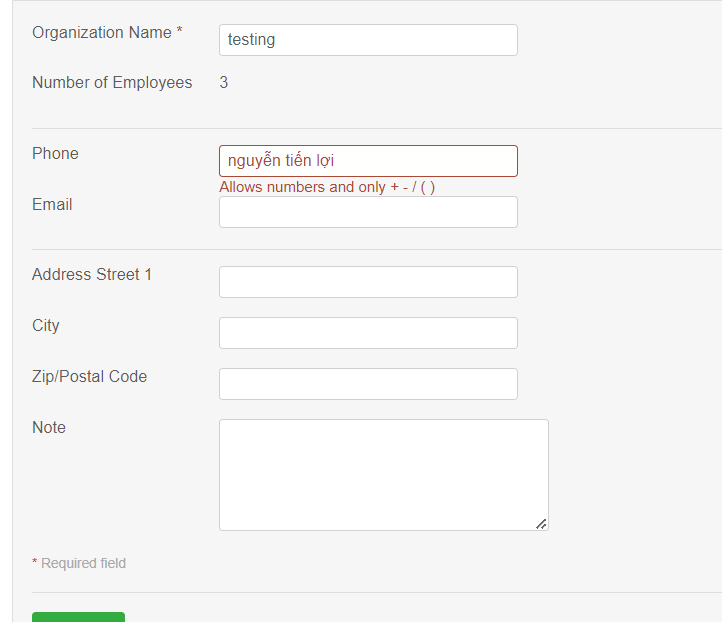 Organization Name *
testing
Number of Employees 3
Phone
nguyễn tiến lợi
Allows numbers and only + - / ( )
Email
Address Street 1
City
Zip/Postal Code
Note
* Required field